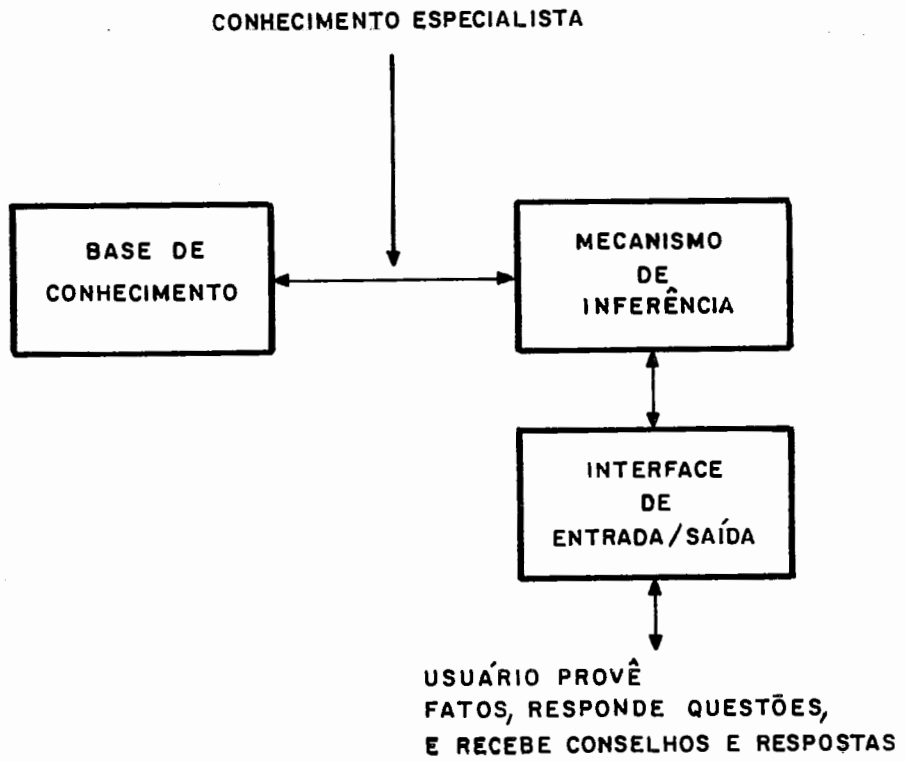 CONHECIMENTO ESPECIALISTA
BASE DE
CONHECIMENTO
MECANISMO
DE
INFERÊNCIA
INTERFACE
DE
ENTRADA/SAÍDA
USUÁRIO PROVÊ
FATOS, RESPONDE QUESTÕES,
E RECEBE CONSELHOS E RESPOSTAS